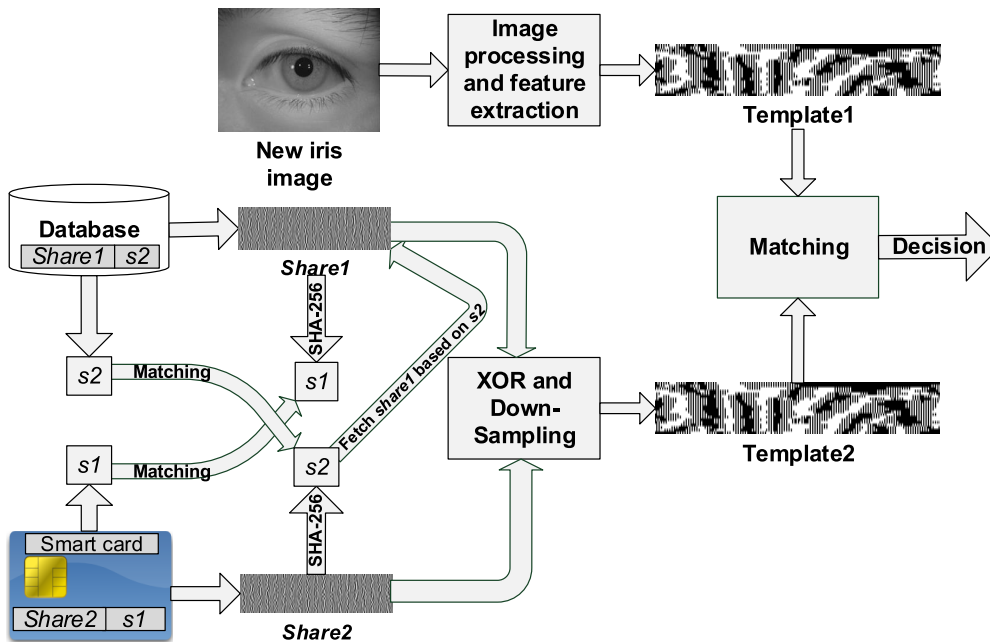 Image
processing
and feature
extraction
New iris
image
Template1
Database
Share1 s2
Share1
SHA-256
Matching
Decision
s2
Matching
s1
Fetch share1 based on s2
XOR and
Down-
Sampling
s1
Matching
s2
Template2
SHA-256
Smart card
Share2 s1
Share2